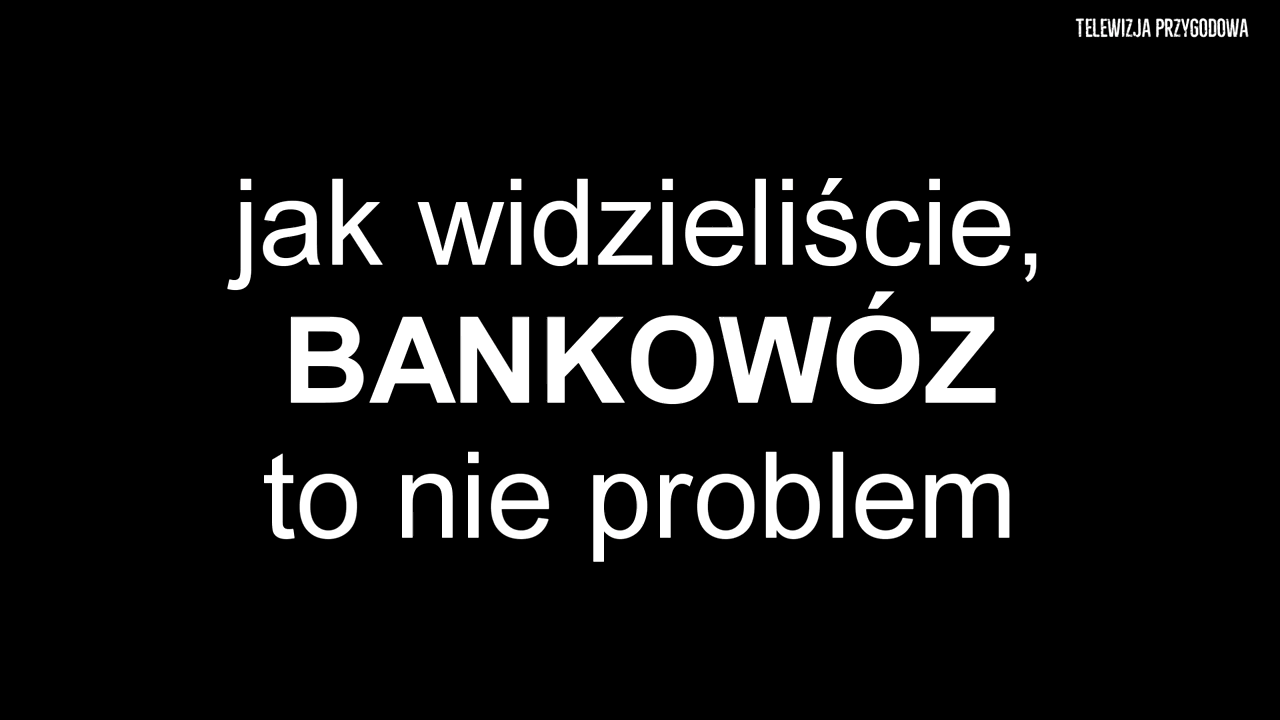 TELEWIZJA PRZYGODOWA
jak widzieliście,
BANKOWÓZ
to nie problem